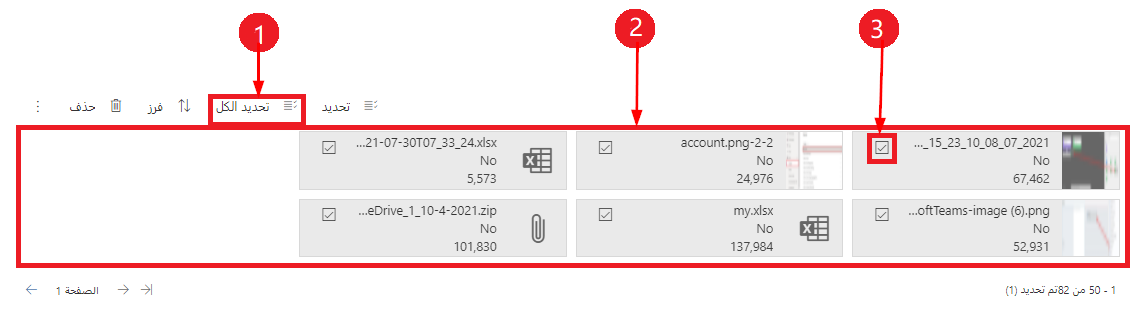 1
2
3
تحديد
تحديد الكل
فرز
حذف
..._15_23_10_08_07_2021
No
67,462
account.png-2-2
No
24,976
...21-07-30T07_33_24.xlsx
No
5,573
...oftTeams-image (6).png
No
52,931
my.xlsx
No
137,984
...eDrive_1_10-4-2021.zip
No
101,830
1 - 50 من 82تم تحديد (1)
الصفحة 1